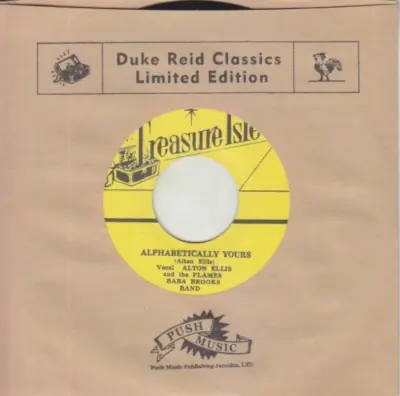 Duke Reid Classics
Limited Edition
Treasure Isle
ALPHABETICALLY YOURS
(Alton Ellis)
Vocal ALTON ELLIS
and the FLAMES
BABA BROOKS
BAND
PUSH
MUSIC
Push Music Publishing Jamaica, LTD.